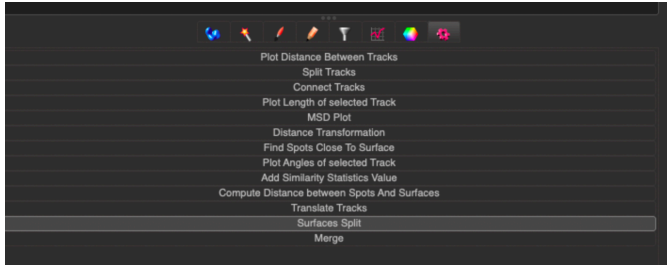 Plot Distance Between Tracks
Split Tracks
Connect Tracks
Plot Length of selected Track
MSD Plot
Distance Transformation
Find Spots Close To Surface
Plot Angles of selected Track
Add Similarity Statistics Value
Compute Distance between Spots And Surfaces
Translate Tracks
Surfaces Split
Merge